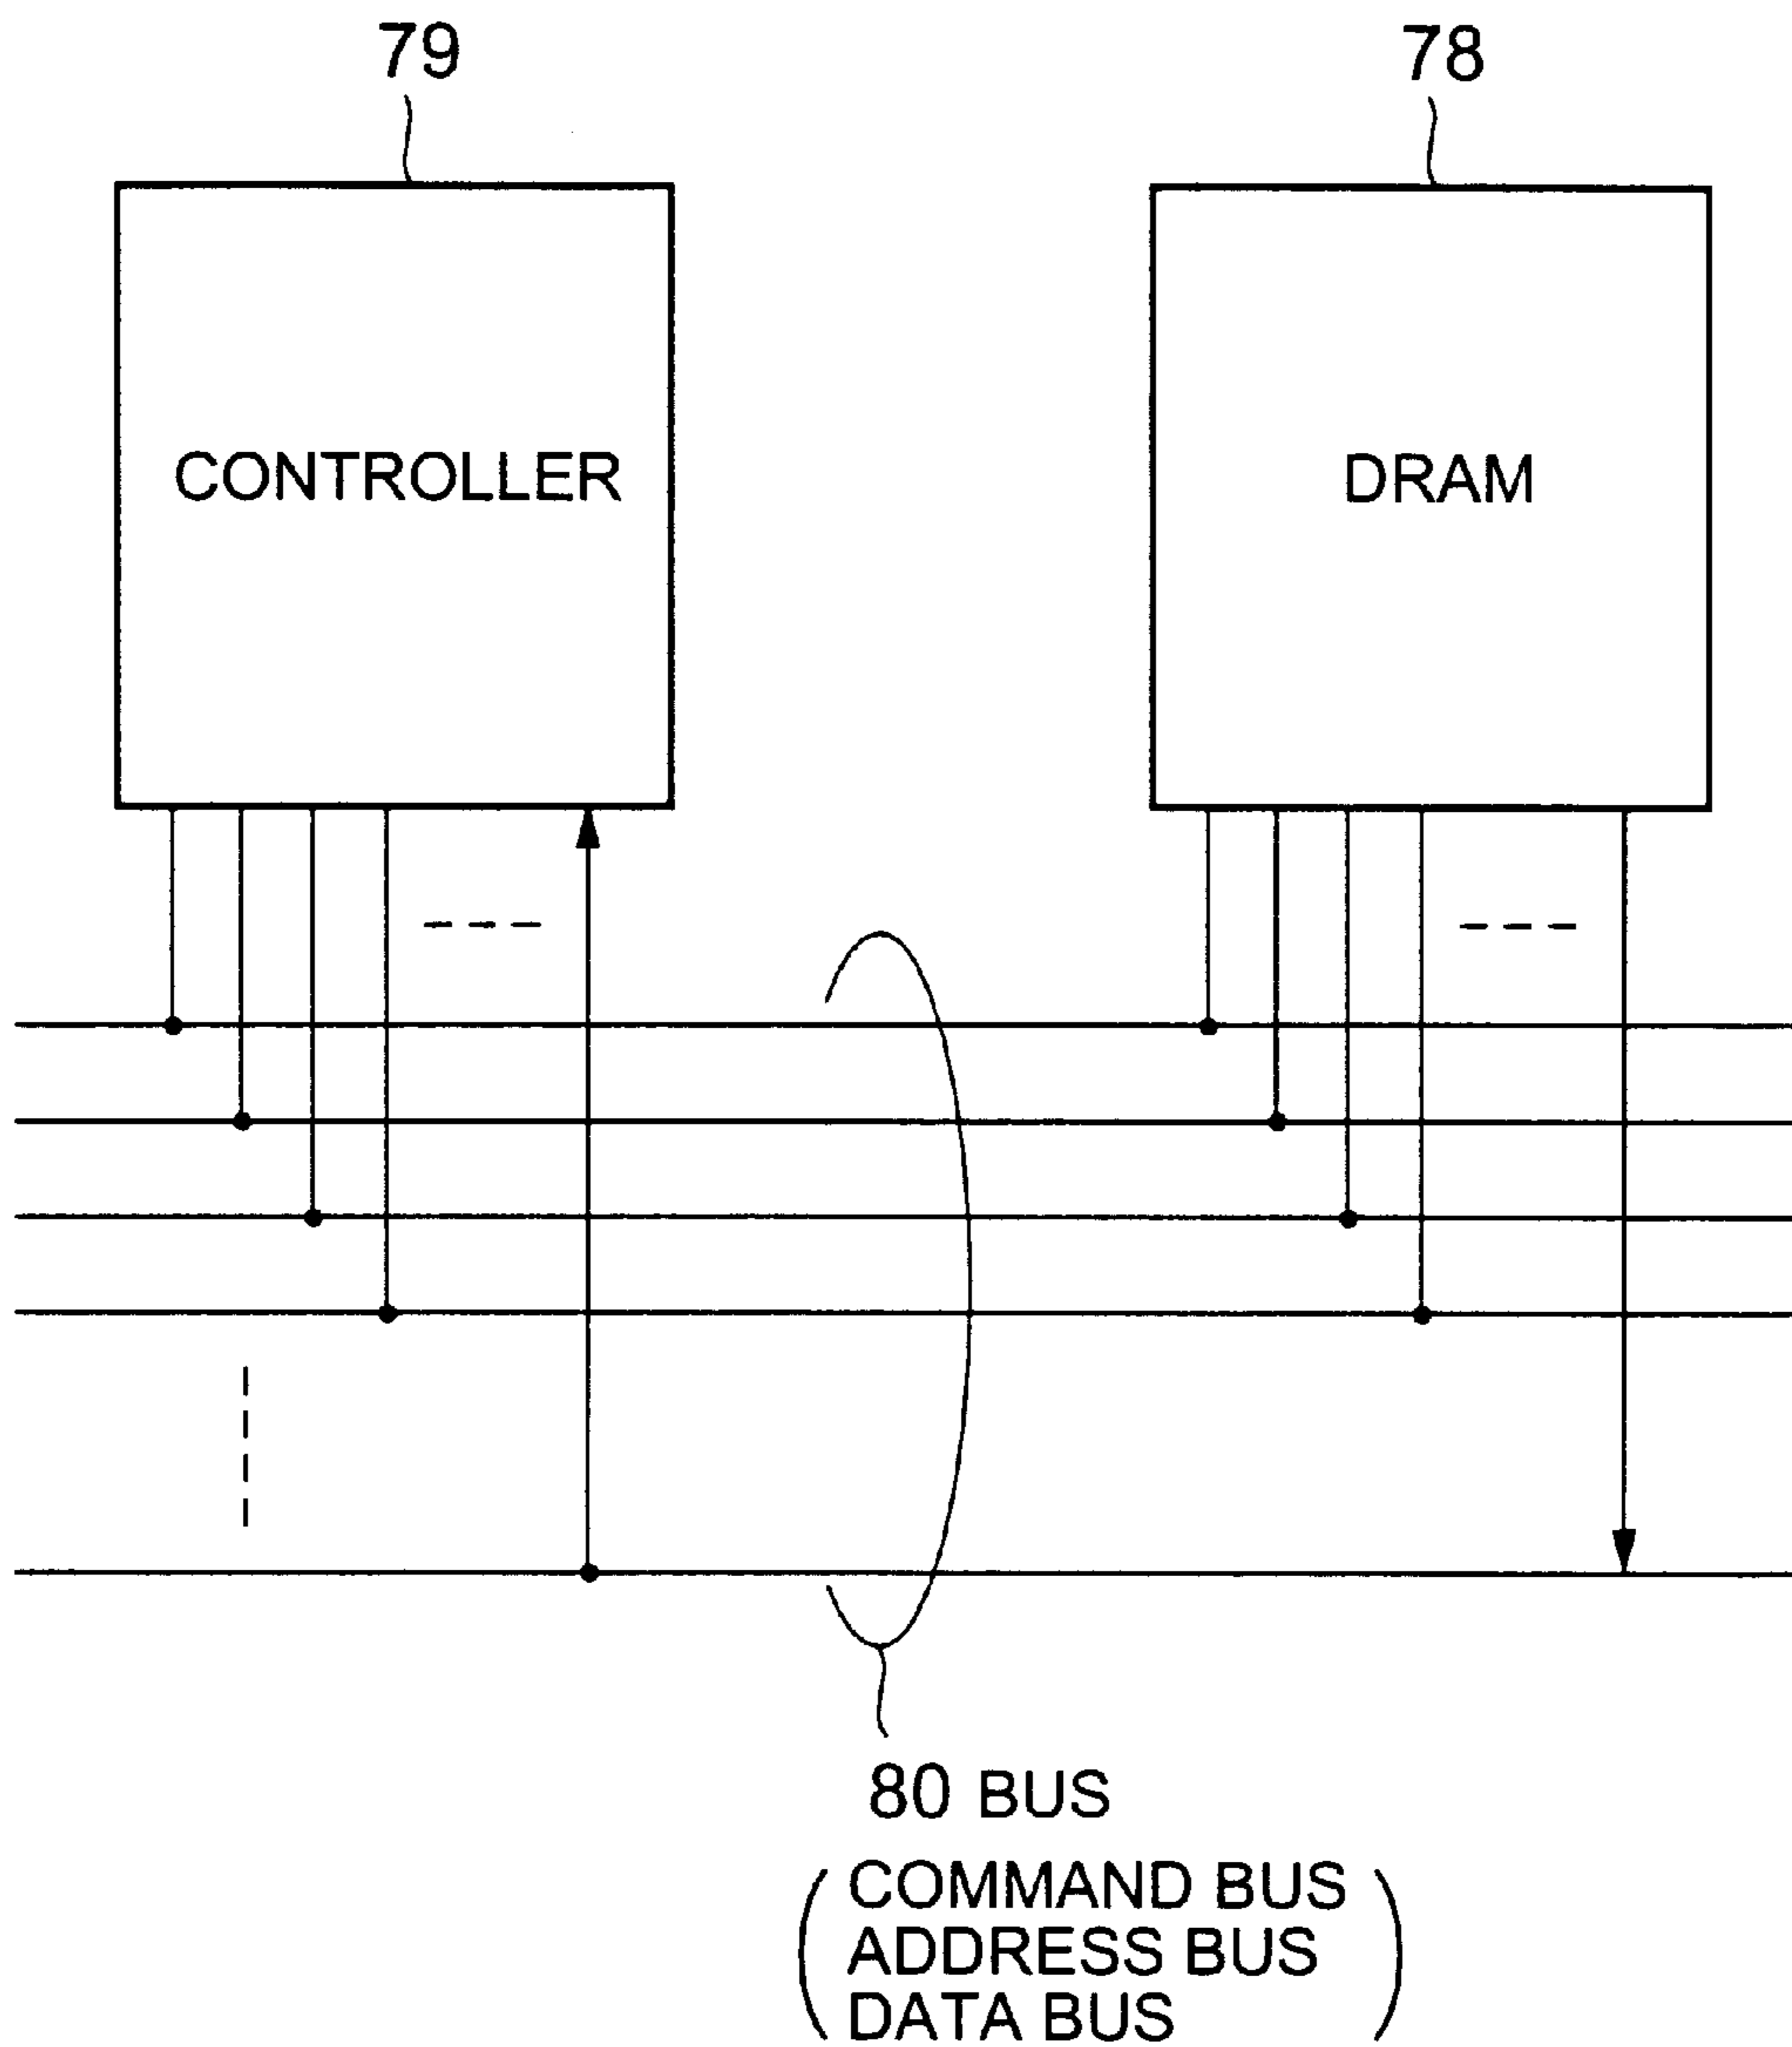 79
78
CONTROLLER
DRAM
80 BUS
COMMAND BUS
ADDRESS BUS
DATA BUS